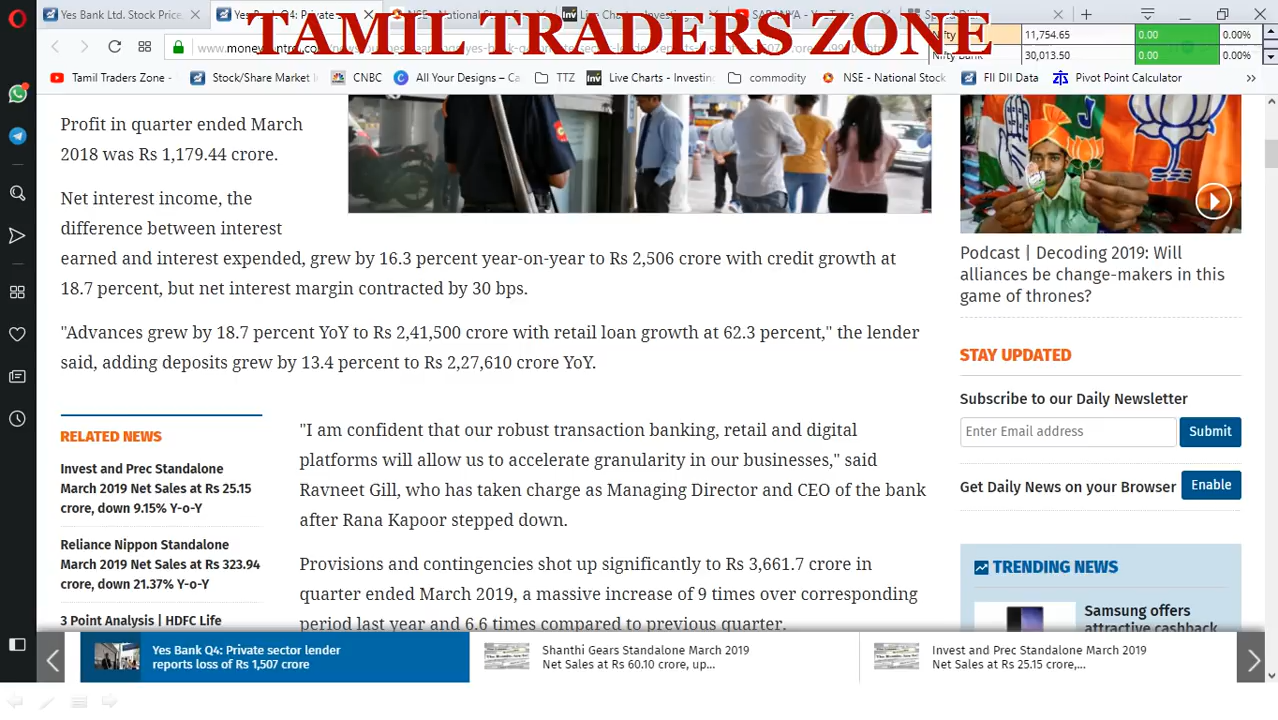 Yes Bank Ltd. Stock Price,
Yes Bank Q4: Private s
TAMIL TRADERS ZONE
Nifty 11,754.65 0.00 0.00%
Nifty Bank 30,013.50 0.00 0.00%
Tamil Traders Zone -
Stock/Share Market I
CNBC
All Your Designs – Ca
TTZ
Live Charts - Investin
commodity
NSE - National Stock
FII DII Data
Pivot Point Calculator
Profit in quarter ended March
2018 was Rs 1,179.44 crore.
Net interest income, the
difference between interest
earned and interest expended, grew by 16.3 percent year-on-year to Rs 2,506 crore with credit growth at
18.7 percent, but net interest margin contracted by 30 bps.
"Advances grew by 18.7 percent YoY to Rs 2,41,500 crore with retail loan growth at 62.3 percent," the lender
said, adding deposits grew by 13.4 percent to Rs 2,27,610 crore YoY.
RELATED NEWS
Invest and Prec Standalone
March 2019 Net Sales at Rs 25.15
crore, down 9.15% Y-o-Y
Reliance Nippon Standalone
March 2019 Net Sales at Rs 323.94
crore, down 21.37% Y-o-Y
3 Point Analysis | HDFC Life
"I am confident that our robust transaction banking, retail and digital
platforms will allow us to accelerate granularity in our businesses," said
Ravneet Gill, who has taken charge as Managing Director and CEO of the bank
after Rana Kapoor stepped down.
Provisions and contingencies shot up significantly to Rs 3,661.7 crore in
quarter ended March 2019, a massive increase of 9 times over corresponding
period last year and 6.6 times compared to previous quarter.
Podcast | Decoding 2019: Will
alliances be change-makers in this
game of thrones?
STAY UPDATED
Subscribe to our Daily Newsletter
Enter Email address
Submit
Get Daily News on your Browser
Enable
TRENDING NEWS
Samsung offers
attractive cashback
Yes Bank Q4: Private sector lender
reports loss of Rs 1,507 crore
Shanthi Gears Standalone March 2019
Net Sales at Rs 60.10 crore, up...
Invest and Prec Standalone March 2019
Net Sales at Rs 25.15 crore,...